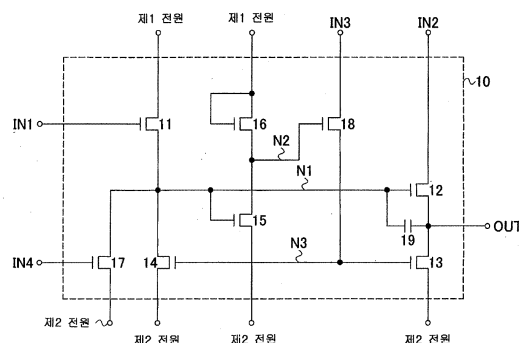 제1 전원 제1 전원 IN3 IN2
10
IN1 11 16 18
N2
N1
12
15 19 OUT
N3
IN4 17 14 13
제2 전원 제2 전원 제2 전원 제2 전원